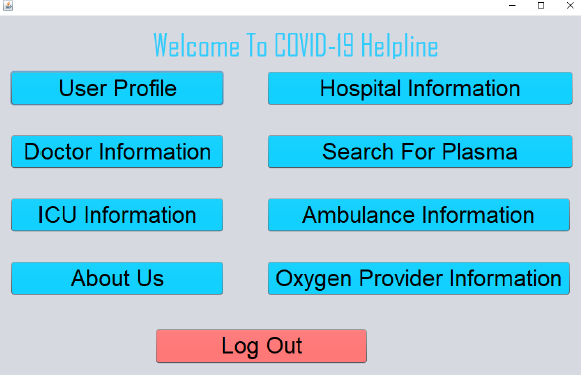 Welcome To COVID-19 Helpline
User Profile
Hospital Information
Doctor Information
Search For Plasma
ICU Information
Ambulance Information
About Us
Oxygen Provider Information
Log Out